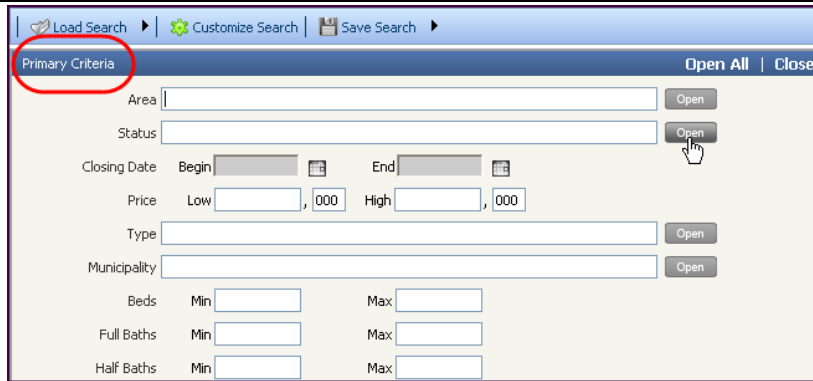 Load Search Customize Search Save Search
Primary Criteria Open All | Close
Area Open
Status Open
Closing Date Begin End
Price Low , 000 High , 000
Type Open
Municipality Open
Beds Min Max
Full Baths Min Max
Half Baths Min Max